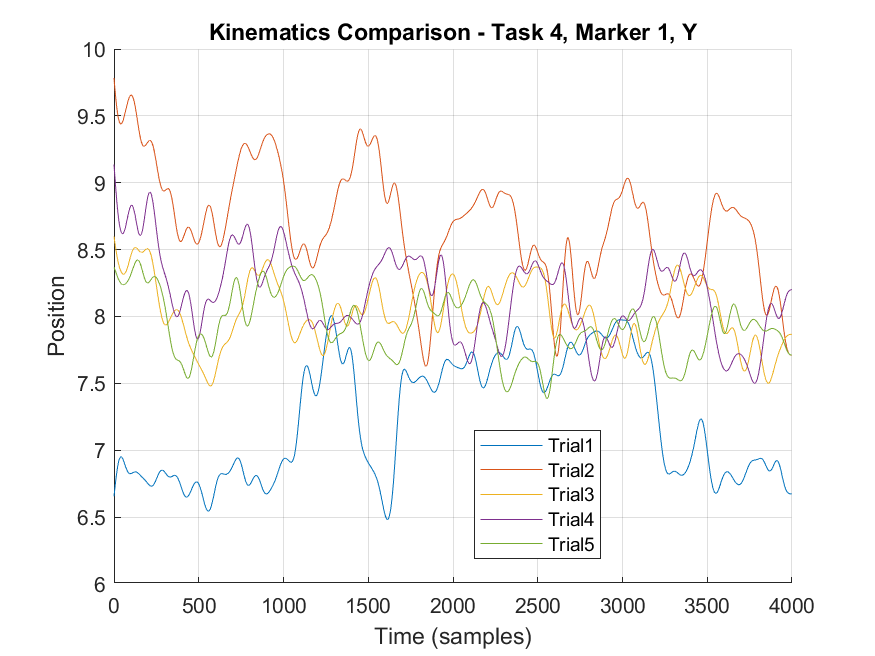 Kinematics Comparison - Task 4, Marker 1, Y
10
9.5
9
8.5
8
7.5
7
6.5
6
Position
Trial1
Trial2
Trial3
Trial4
Trial5
0 500 1000 1500 2000 2500 3000 3500 4000
Time (samples)